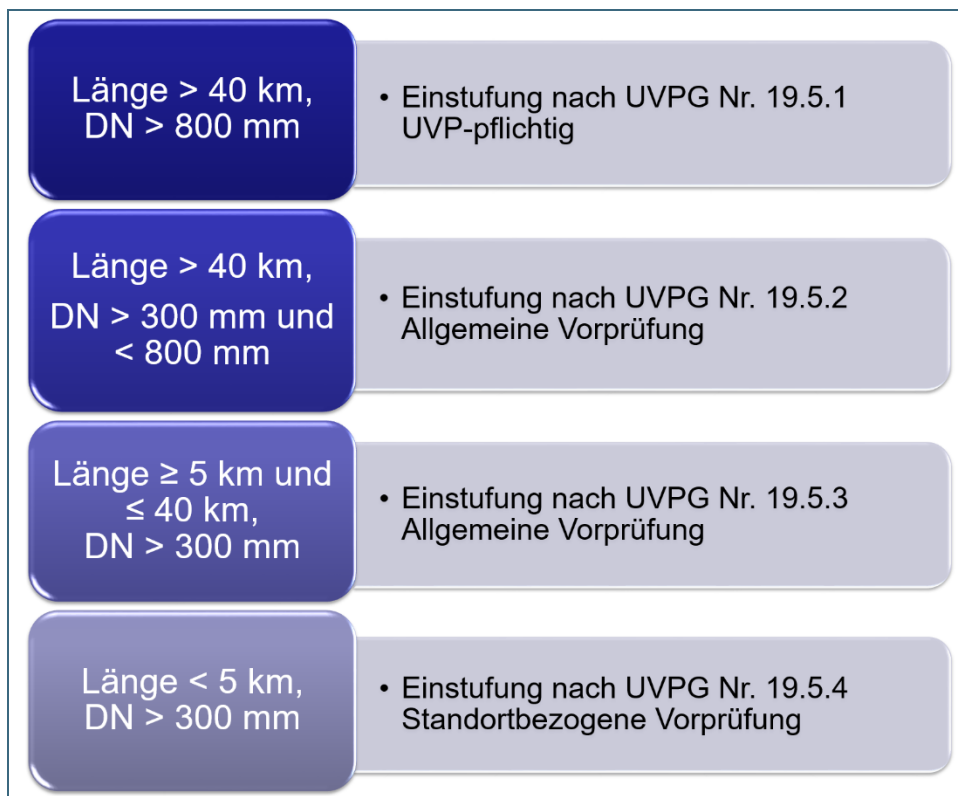 Länge > 40 km,
DN > 800 mm
• Einstufung nach UVPG Nr. 19.5.1
UVP-pflichtig
Länge > 40 km,
DN > 300 mm und
< 800 mm
• Einstufung nach UVPG Nr. 19.5.2
Allgemeine Vorprüfung
Länge ≥ 5 km und
≤ 40 km,
DN > 300 mm
• Einstufung nach UVPG Nr. 19.5.3
Allgemeine Vorprüfung
Länge < 5 km,
DN > 300 mm
• Einstufung nach UVPG Nr. 19.5.4
Standortbezogene Vorprüfung